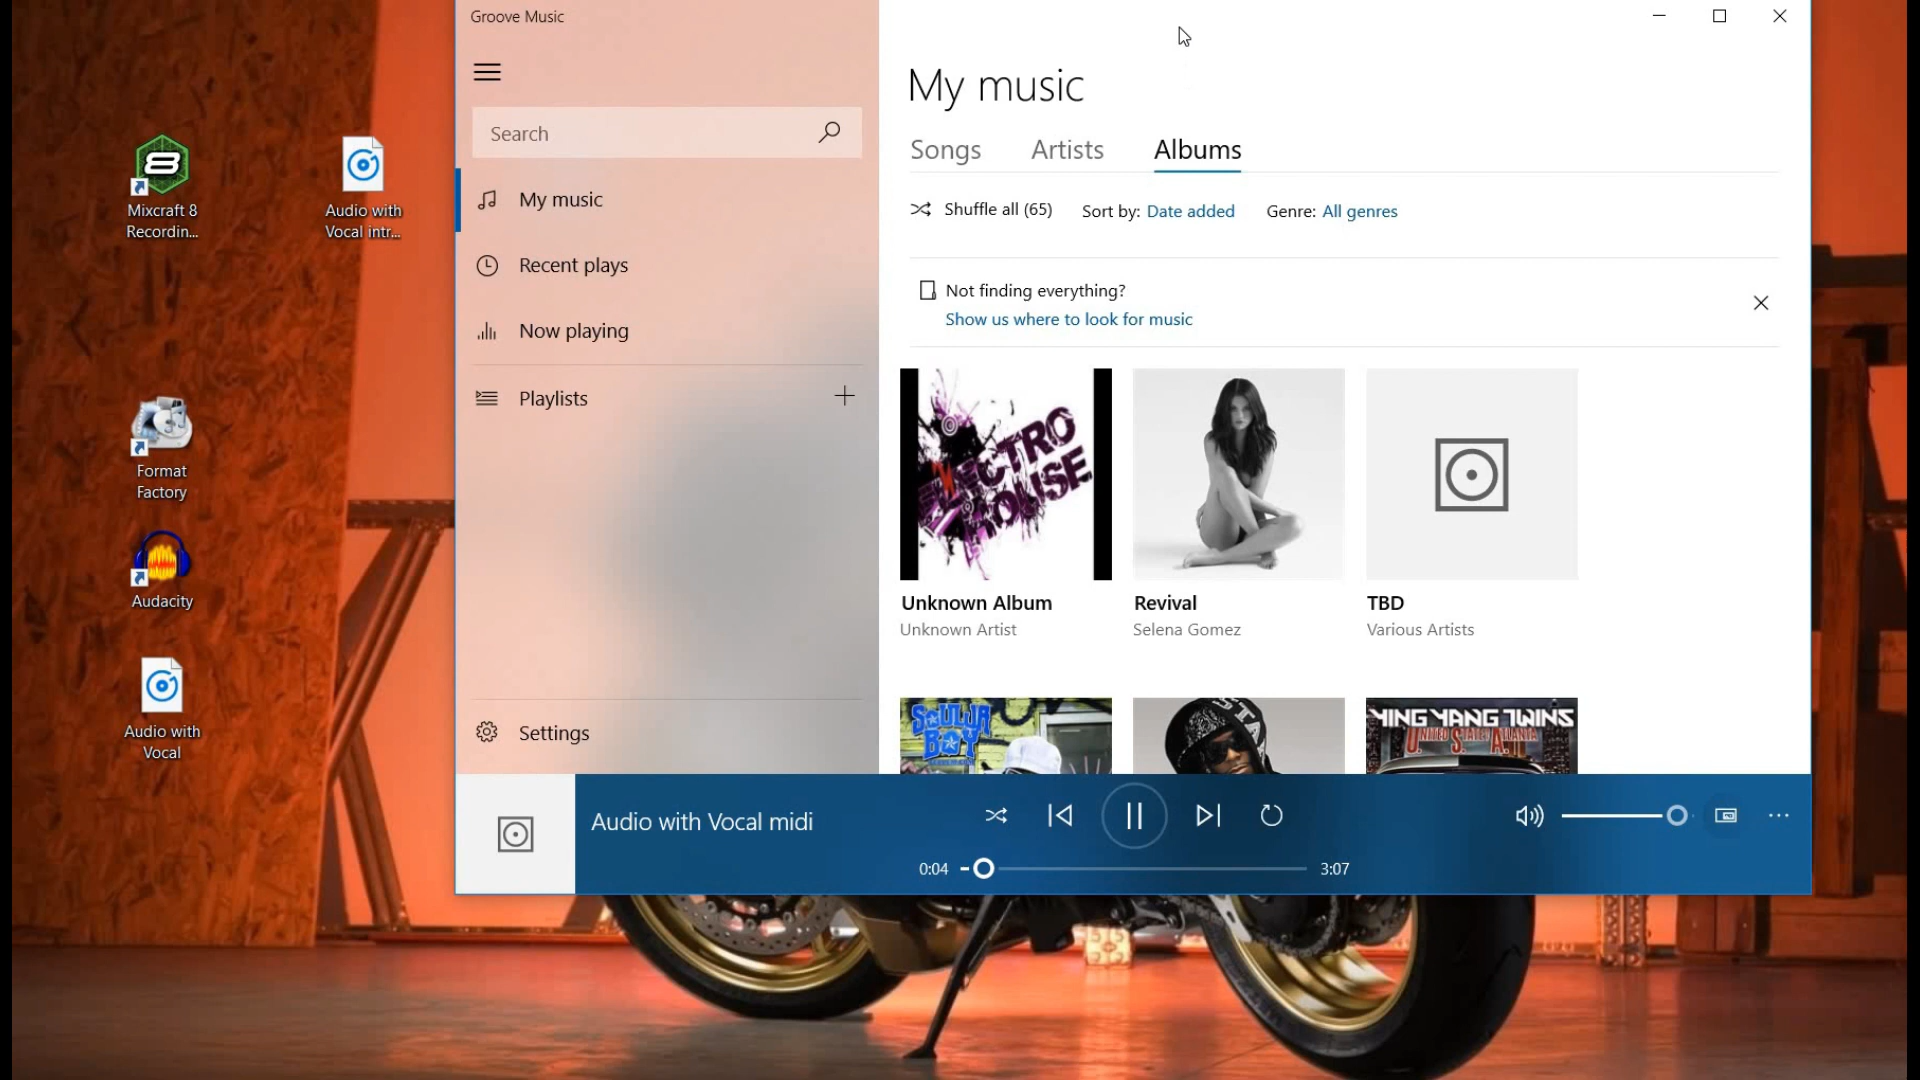 Groove Music
Search
My music
Recent plays
Now playing
Playlists
Settings
My music
Songs Artists Albums
Shuffle all (65) Sort by: Date added Genre: All genres
Not finding everything?
Show us where to look for music
ELECTRO
HOUSE
Unknown Album
Unknown Artist
Revival
Selena Gomez
TBD
Various Artists
SOULJA
BOY
YING YANG TWINS
UNITED STATE ATLANTA
Audio with Vocal midi
0:04
3:07
Mixcraft 8
Recordin...
Audio with
Vocal intr...
Format
Factory
Audacity
Audio with
Vocal